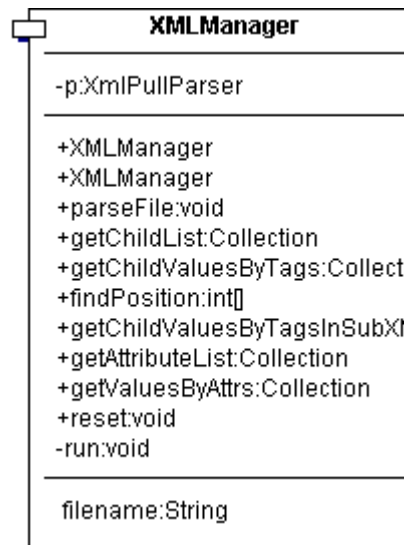 XMLManager
-p:XmlPullParser
+XMLManager
+XMLManager
+parseFile:void
+getChildList:Collection
+getChildValuesByTags:Collect
+findPosition:int[]
+getChildValuesByTagsInSubXM
+getAttributeList:Collection
+getValuesByAttrs:Collection
+reset:void
-run:void
filename:String